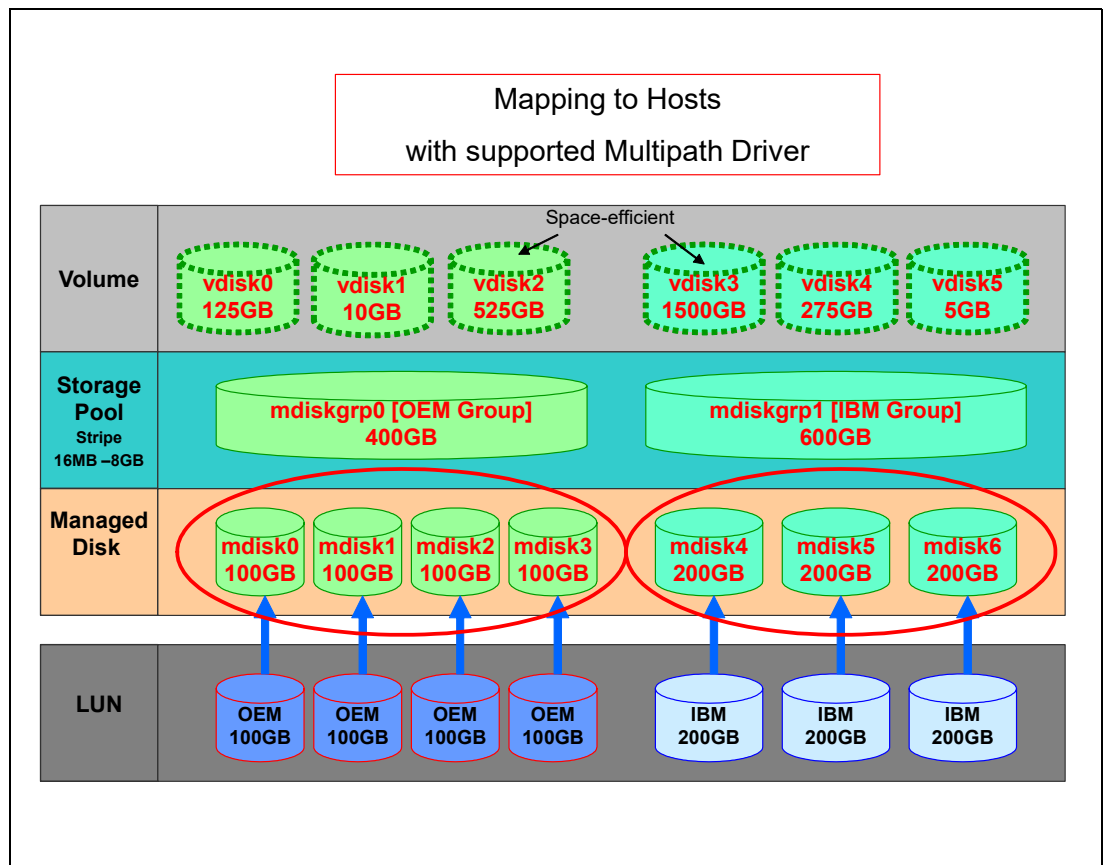 Mapping to Hosts
with supported Multipath Driver
Space-efficient
Volume
vdisk0
125GB
vdisk1
10GB
vdisk2
525GB
vdisk3
1500GB
vdisk4
275GB
vdisk5
5GB
Storage
Pool
Stripe
16MB –8GB
mdiskgrp0 [OEM Group]
400GB
mdiskgrp1 [IBM Group]
600GB
Managed
Disk
mdisk0
100GB
mdisk1
100GB
mdisk2
100GB
mdisk3
100GB
mdisk4
200GB
mdisk5
200GB
mdisk6
200GB
LUN
OEM
100GB
OEM
100GB
OEM
100GB
OEM
100GB
IBM
200GB
IBM
200GB
IBM
200GB